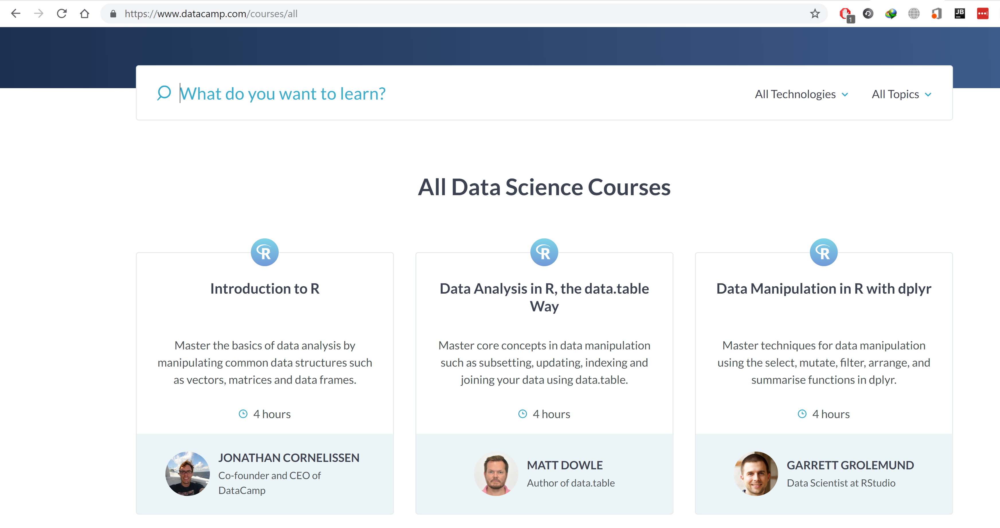 https://www.datacamp.com/courses/all
1
JB
What do you want to learn?
All Technologies
All Topics
All Data Science Courses
R
R
R
Introduction to R
Master the basics of data analysis by
manipulating common data structures such
as vectors, matrices and data frames.
4 hours
JONATHAN CORNELISSEN
Co-founder and CEO of
DataCamp
Data Analysis in R, the data.table
Way
Master core concepts in data manipulation
such as subsetting, updating, indexing and
joining your data using data.table.
4 hours
MATT DOWLE
Author of data.table
Data Manipulation in R with dplyr
Master techniques for data manipulation
using the select, mutate, filter, arrange, and
summarise functions in dplyr.
4 hours
GARRETT GROLEMUND
Data Scientist at RStudio